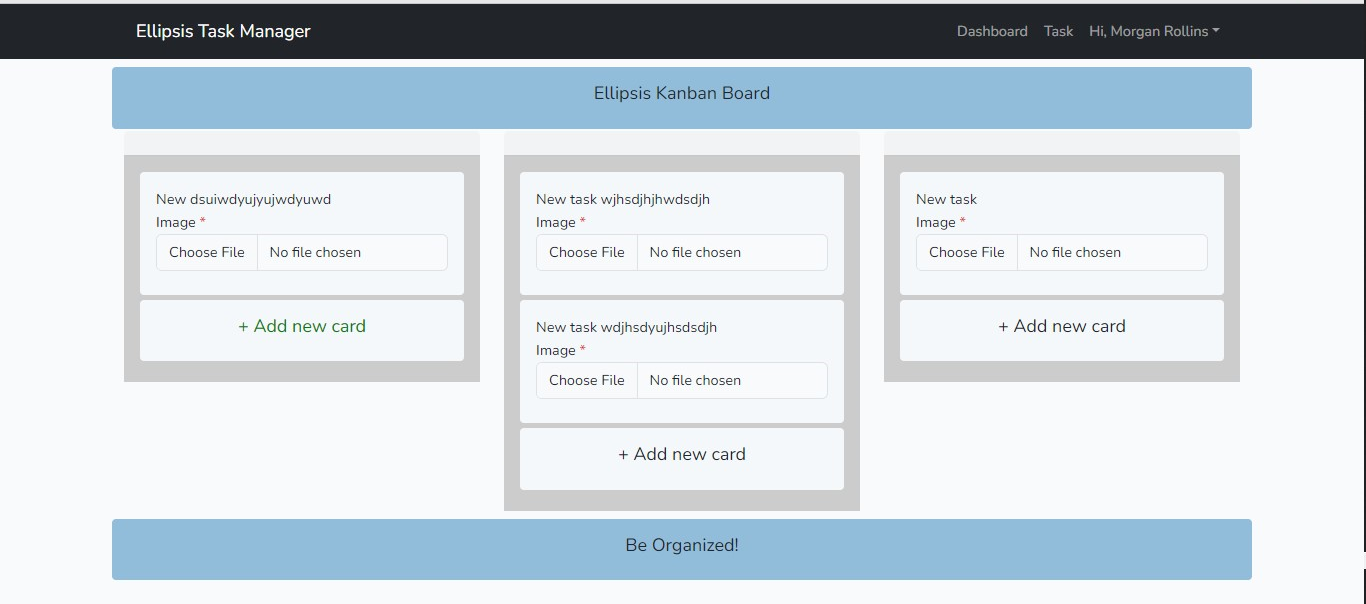 Ellipsis Task Manager
Dashboard Task Hi, Morgan Rollins
Ellipsis Kanban Board
New dsuiwdyujyujwdyuwd
Image *
Choose File No file chosen
+ Add new card
New task wjhsdjhjhwdsdjh
Image *
Choose File No file chosen
New task wdjhsdyujhsdsdjh
Image *
Choose File No file chosen
+ Add new card
New task
Image *
Choose File No file chosen
+ Add new card
Be Organized!